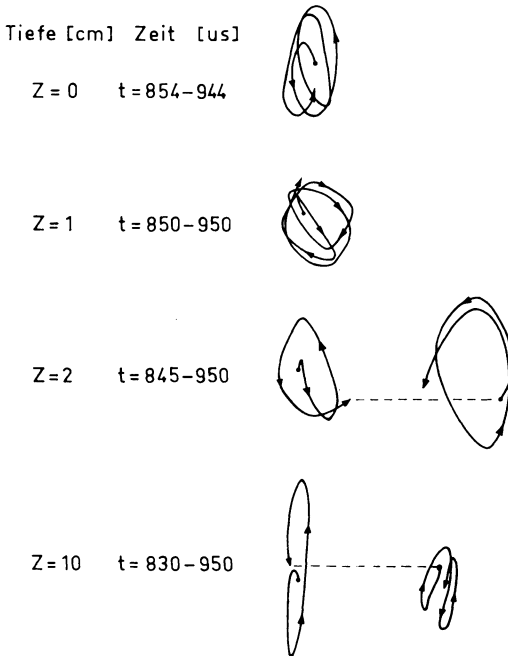 Tiefe [cm] Zeit [us]
Z = 0 t = 854-944
Z = 1 t = 850-950
Z = 2 t = 845-950
Z = 10 t = 830-950